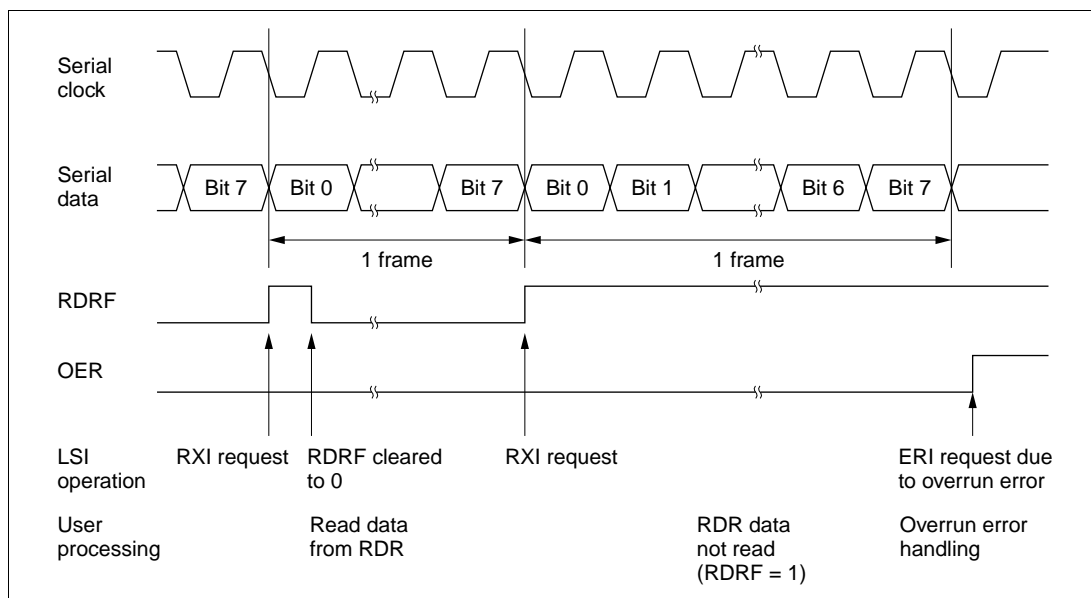 Serial
clock
Serial
data
Bit 7
Bit 0
Bit 7
Bit 0
Bit 1
Bit 6
Bit 7
1 frame
1 frame
RDRF
OER
LSI
operation
RXI request
RDRF cleared
to 0
RXI request
ERI request due
to overrun error
User
processing
Read data
from RDR
RDR data
not read
(RDRF = 1)
Overrun error
handling